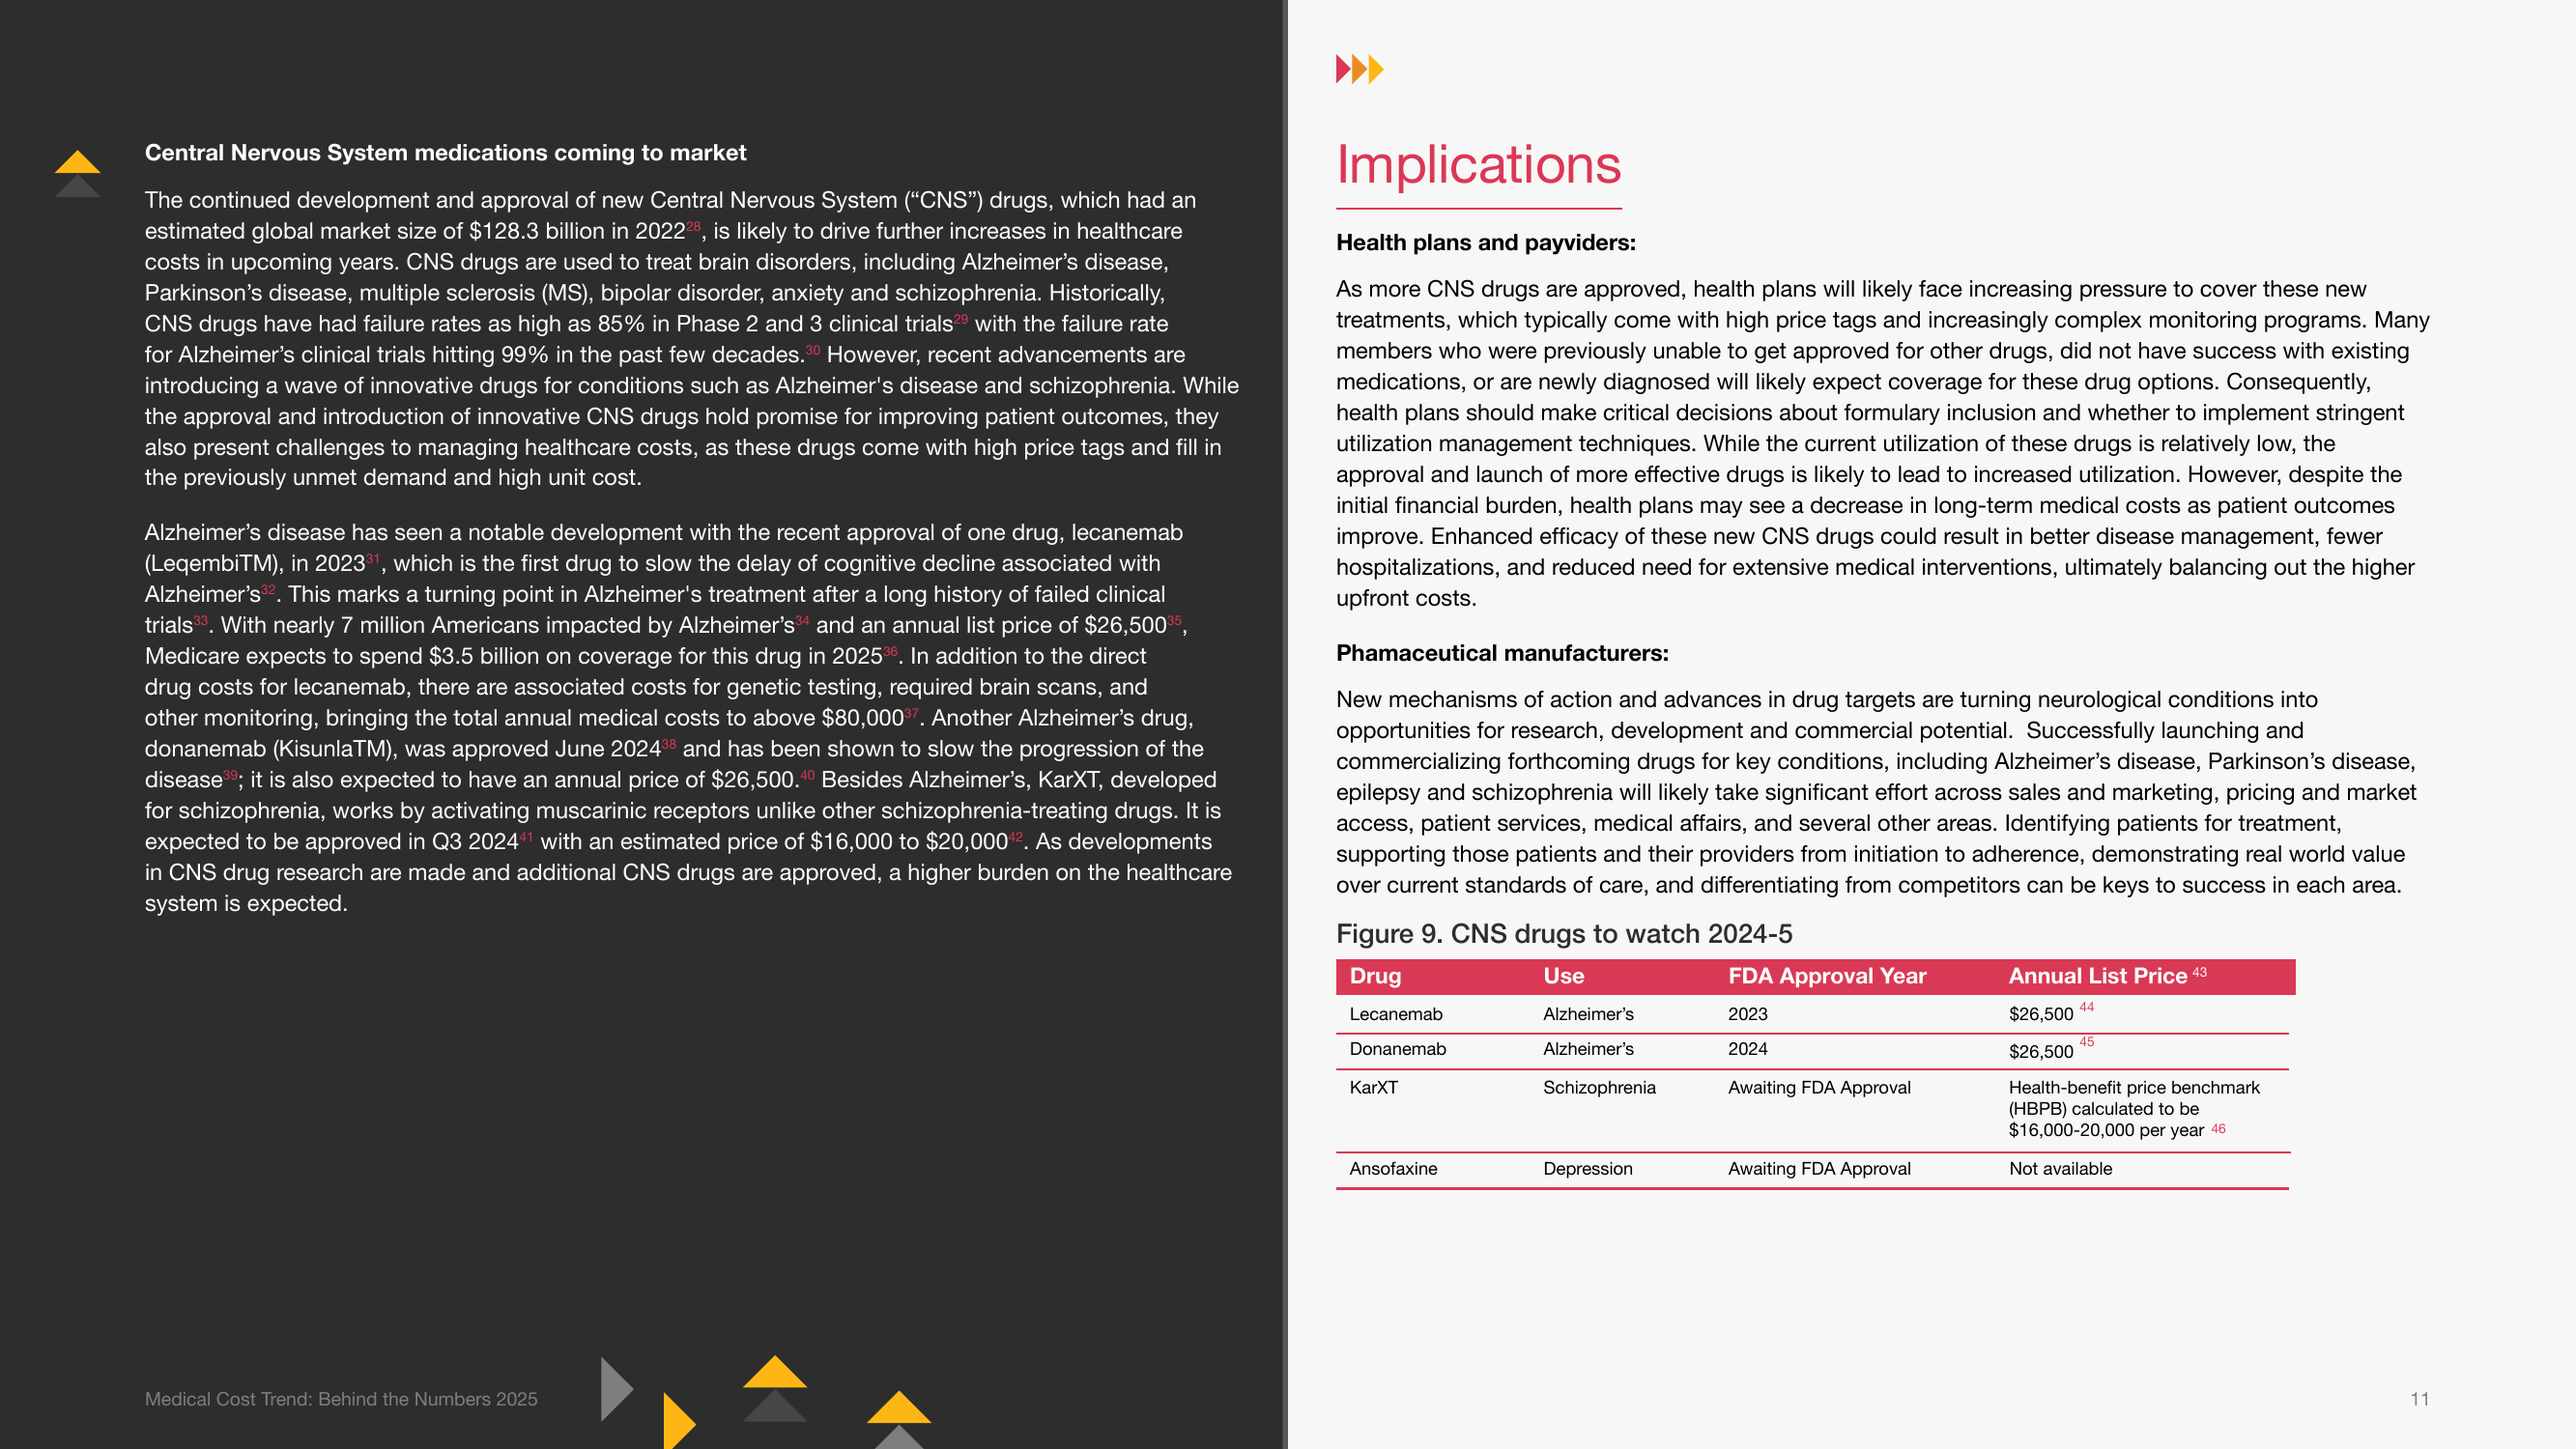 Central Nervous System medications coming to market
The continued development and approval of new Central Nervous System (“CNS”) drugs, which had an
estimated global market size of $128.3 billion in 2022²⁸, is likely to drive further increases in healthcare
costs in upcoming years. CNS drugs are used to treat brain disorders, including Alzheimer’s disease,
Parkinson’s disease, multiple sclerosis (MS), bipolar disorder, anxiety and schizophrenia. Historically,
CNS drugs have had failure rates as high as 85% in Phase 2 and 3 clinical trials²⁹ with the failure rate
for Alzheimer’s clinical trials hitting 99% in the past few decades.³⁰ However, recent advancements are
introducing a wave of innovative drugs for conditions such as Alzheimer's disease and schizophrenia. While
the approval and introduction of innovative CNS drugs hold promise for improving patient outcomes, they
also present challenges to managing healthcare costs, as these drugs come with high price tags and fill in
the previously unmet demand and high unit cost.
Alzheimer’s disease has seen a notable development with the recent approval of one drug, lecanemab
(LeqembiTM), in 2023³¹, which is the first drug to slow the delay of cognitive decline associated with
Alzheimer’s³². This marks a turning point in Alzheimer's treatment after a long history of failed clinical
trials³³. With nearly 7 million Americans impacted by Alzheimer’s³⁴ and an annual list price of $26,500³⁵,
Medicare expects to spend $3.5 billion on coverage for this drug in 2025³⁶. In addition to the direct
drug costs for lecanemab, there are associated costs for genetic testing, required brain scans, and
other monitoring, bringing the total annual medical costs to above $80,000³⁷. Another Alzheimer’s drug,
donanemab (KisunlaTM), was approved June 2024³⁸ and has been shown to slow the progression of the
disease³⁹; it is also expected to have an annual price of $26,500.⁴⁰ Besides Alzheimer’s, KarXT, developed
for schizophrenia, works by activating muscarinic receptors unlike other schizophrenia-treating drugs. It is
expected to be approved in Q3 2024⁴¹ with an estimated price of $16,000 to $20,000⁴². As developments
in CNS drug research are made and additional CNS drugs are approved, a higher burden on the healthcare
system is expected.
Medical Cost Trend: Behind the Numbers 2025
Implications
Health plans and payviders:
As more CNS drugs are approved, health plans will likely face increasing pressure to cover these new
treatments, which typically come with high price tags and increasingly complex monitoring programs. Many
members who were previously unable to get approved for other drugs, did not have success with existing
medications, or are newly diagnosed will likely expect coverage for these drug options. Consequently,
health plans should make critical decisions about formulary inclusion and whether to implement stringent
utilization management techniques. While the current utilization of these drugs is relatively low, the
approval and launch of more effective drugs is likely to lead to increased utilization. However, despite the
initial financial burden, health plans may see a decrease in long-term medical costs as patient outcomes
improve. Enhanced efficacy of these new CNS drugs could result in better disease management, fewer
hospitalizations, and reduced need for extensive medical interventions, ultimately balancing out the higher
upfront costs.
Phamaceutical manufacturers:
New mechanisms of action and advances in drug targets are turning neurological conditions into
opportunities for research, development and commercial potential.  Successfully launching and
commercializing forthcoming drugs for key conditions, including Alzheimer’s disease, Parkinson’s disease,
epilepsy and schizophrenia will likely take significant effort across sales and marketing, pricing and market
access, patient services, medical affairs, and several other areas. Identifying patients for treatment,
supporting those patients and their providers from initiation to adherence, demonstrating real world value
over current standards of care, and differentiating from competitors can be keys to success in each area.
Figure 9. CNS drugs to watch 2024-5
Drug Use FDA Approval Year Annual List Price ⁴³
Lecanemab Alzheimer’s 2023 $26,500 ⁴⁴
Donanemab Alzheimer’s 2024 $26,500 ⁴⁵
KarXT Schizophrenia Awaiting FDA Approval Health-benefit price benchmark
(HBPB) calculated to be
$16,000-20,000 per year ⁴⁶
Ansofaxine Depression Awaiting FDA Approval Not available
11